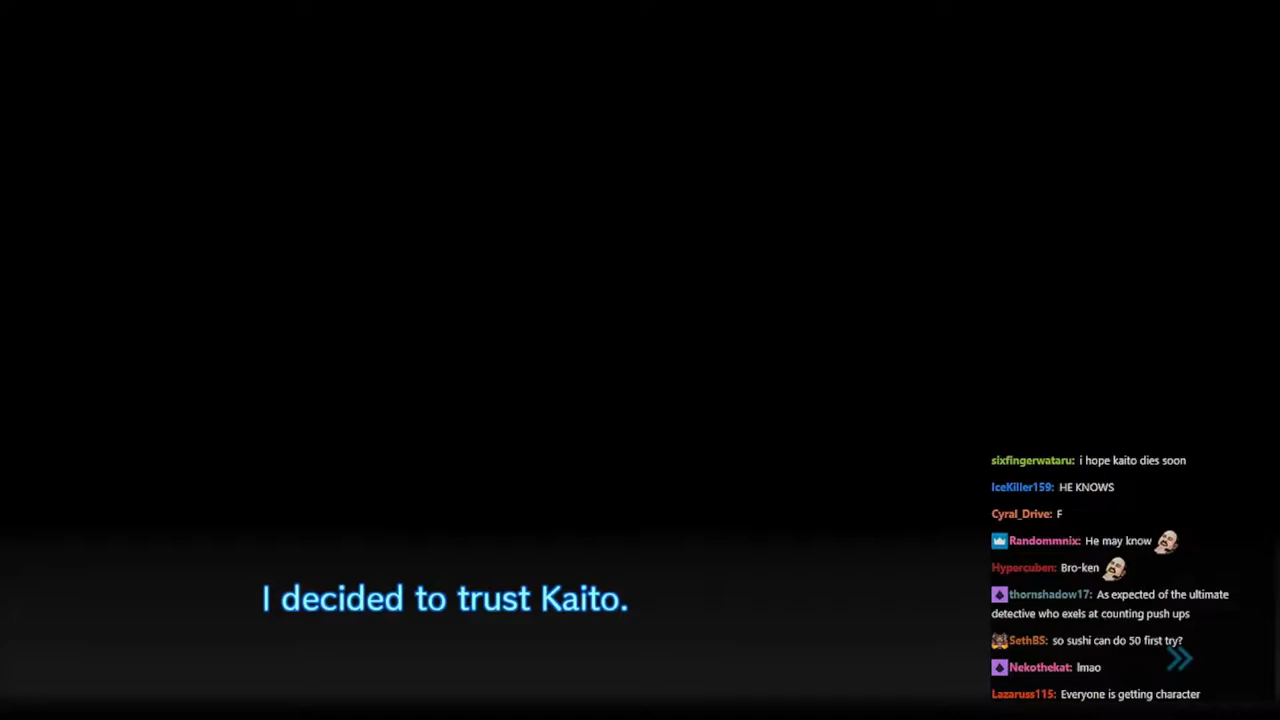 sixfingerwataru: i hope kaito dies soon
IceKiller159: HE KNOWS
Cyral_Drive: F
Randommnix: He may know
Hypercuben: Bro-ken
thornshadow17: As expected of the ultimate
detective who exels at counting push ups
SethBS: so sushi can do 50 first try?
Nekothekat: lmao
Lazaruss115: Everyone is getting character
I decided to trust Kaito.